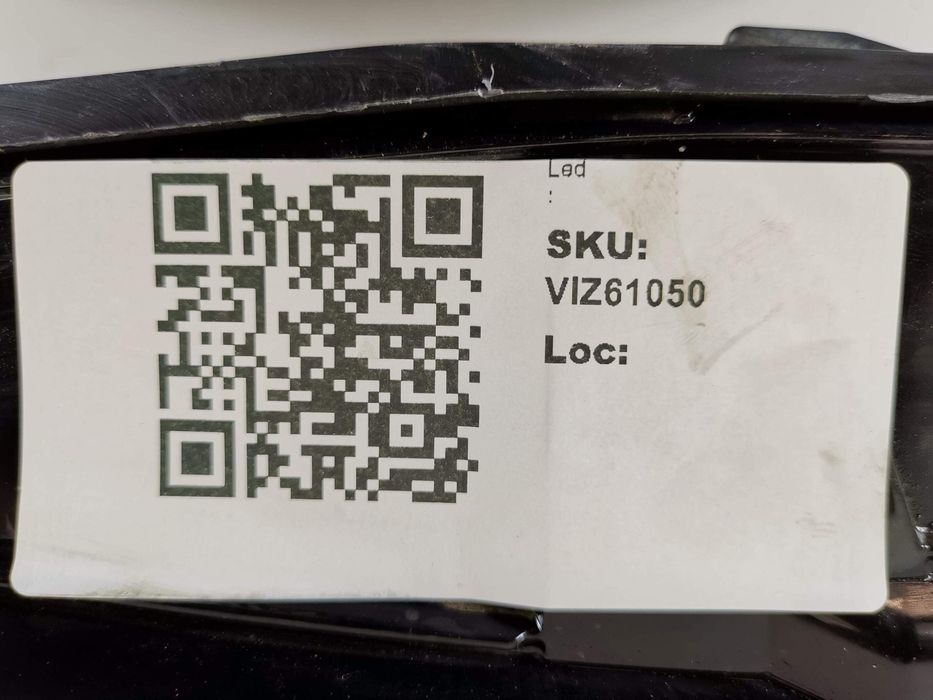 Led
:
SKU:
VIZ61050
Loc: